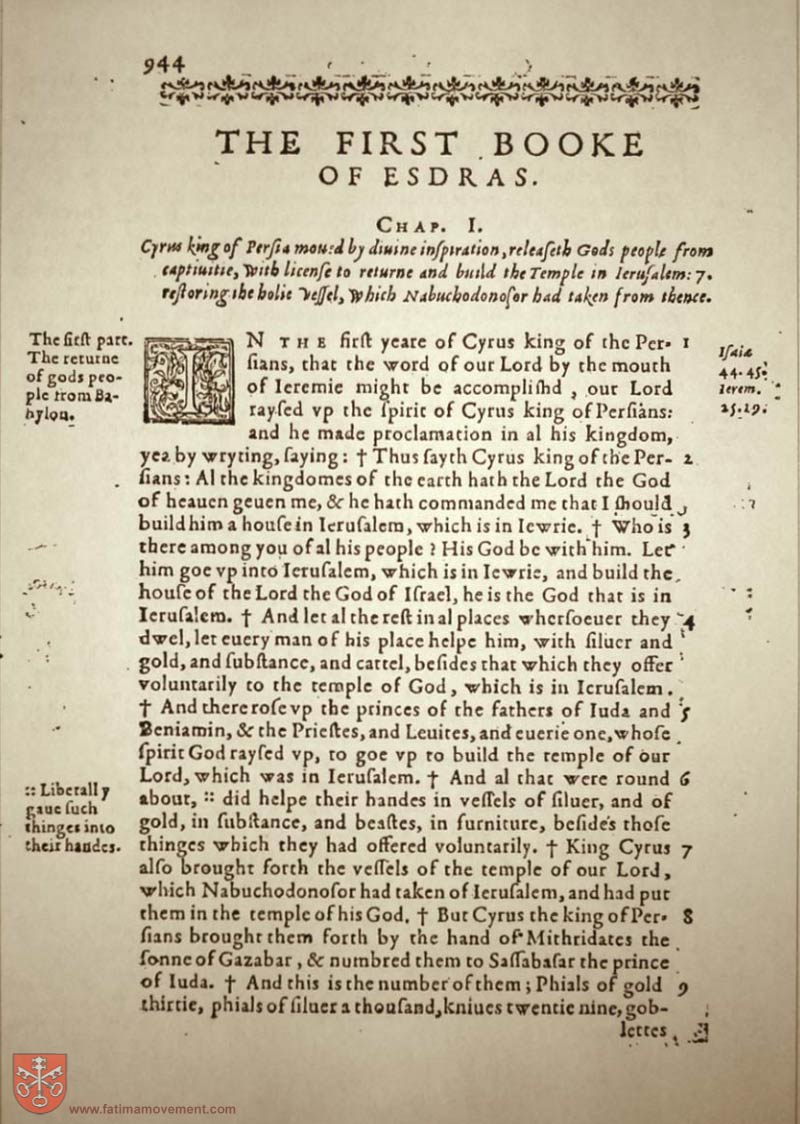 944
THE FIRST BOOKE
OF ESDRAS.
CHAP. I.
Cyrus king of Persia moued by diuine inspiration, releaseth Gods people from
captiuitie, with license to returne and build the Temple in Ierusalem: 7.
restoring the holie vessel, which Nabuchodonosor had taken from thence.
The first part.
The returne
of gods peo-
ple from Ba-
bylon.
IN THE first yeare of Cyrus king of the Per- 1
sians, that the word of our Lord by the mouth
of Ieremie might be accomplishd, our Lord
raysed vp the spirit of Cyrus king of Persians:
and he made proclamation in al his kingdom,
yea by wryting, saying: † Thus sayth Cyrus king of the Per- 2
sians: Al the kingdomes of the earth hath the Lord the God
of heauen geuen me, & he hath commanded me that I should
build him a house in Ierusalem, which is in Iewrie. † Who is 3
there among you of al his people? His God be with him. Let
him goe vp into Ierusalem, which is in Iewrie, and build the
house of the Lord the God of Israel, he is the God that is in
Ierusalem. † And let al the rest in al places whersoeuer they 4
dwel, let euery man of his place helpe him, with siluer and
gold, and substance, and cattel, besides that which they offer
voluntarily to the temple of God, which is in Ierusalem.
† And there rose vp the princes of the fathers of Iuda and 5
Beniamin, & the Priestes, and Leuites, and euerie one, whose
spirit God raysed vp, to goe vp to build the temple of our
Lord, which was in Ierusalem. † And al that were round 6
about, :: did helpe their handes in vessels of siluer, and of
gold, in substance, and beastes, in furniture, besides those
thinges which they had offered voluntarily. † King Cyrus 7
also brought forth the vessels of the temple of our Lord,
which Nabuchodonosor had taken of Ierusalem, and had put
them in the temple of his God. † But Cyrus the king of Per- 8
sians brought them forth by the hand of Mithridates the
sonne of Gazabar, & numbred them to Sassabasar the prince
of Iuda. † And this is the number of them; Phials of gold 9
thirtie, phials of siluer a thousand, kniues twentie nine, gob-
lettes
Isaia
44. 45.
Ierem.
25. 29.
:: Liberally
gaue such
thinges into
their handes.
www.fatimamovement.com